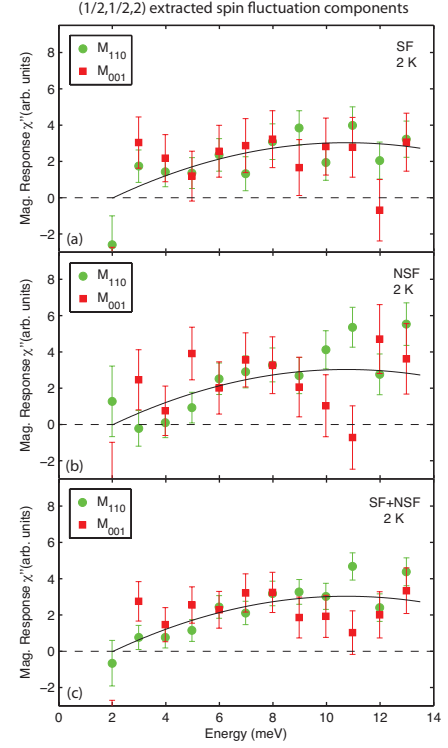 (1/2,1/2,2) extracted spin fluctuation components
M110
M001
SF
2 K
Mag. Response χ''(arb. units)
8
6
4
2
0
−2
(a)
M110
M001
NSF
2 K
Mag. Response χ''(arb. units)
8
6
4
2
0
−2
(b)
M110
M001
SF+NSF
2 K
Mag. Response χ''(arb. units)
8
6
4
2
0
−2
(c)
0 2 4 6 8 10 12 14
Energy (meV)